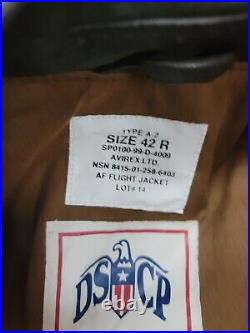 TYPE A-2
SIZE 42 R
SP0100-99-D-4009
AVIREX LTD.
NSN 8415-01-258-6403
AF FLIGHT JACKET
LOT# 14
DSCP